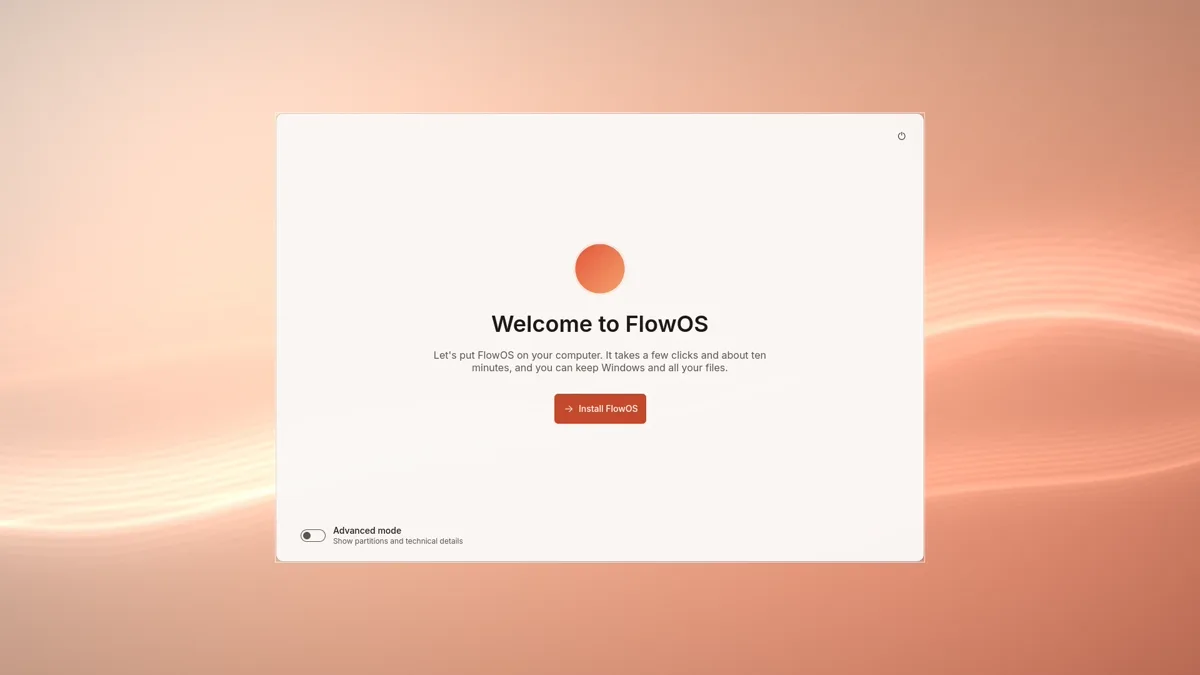 Welcome to FlowOS
Let's put FlowOS on your computer. It takes a few clicks and about ten
minutes, and you can keep Windows and all your files.
Install FlowOS
Advanced mode
Show partitions and technical details